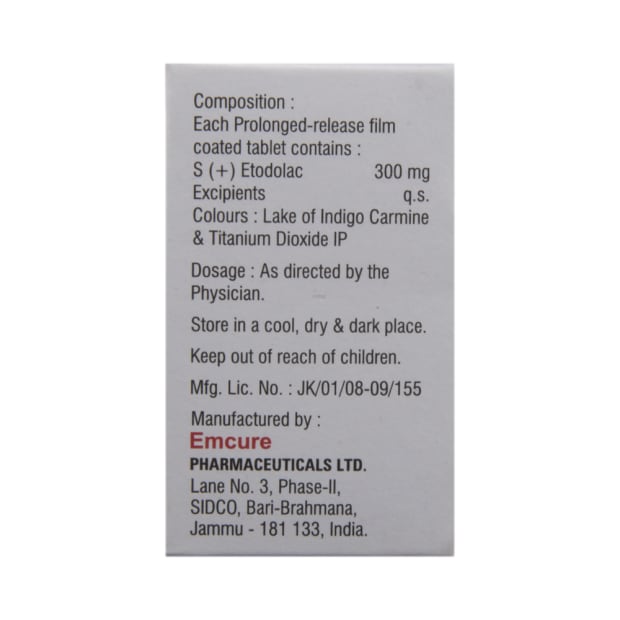 Composition :
Each Prolonged-release film
coated tablet contains :
S (+) Etodolac 300 mg
Excipients q.s.
Colours : Lake of Indigo Carmine
& Titanium Dioxide IP
Dosage : As directed by the
Physician.
Store in a cool, dry & dark place.
Keep out of reach of children.
Mfg. Lic. No. : JK/01/08-09/155
Manufactured by :
Emcure
PHARMACEUTICALS LTD.
Lane No. 3, Phase-II,
SIDCO, Bari-Brahmana,
Jammu - 181 133, India.